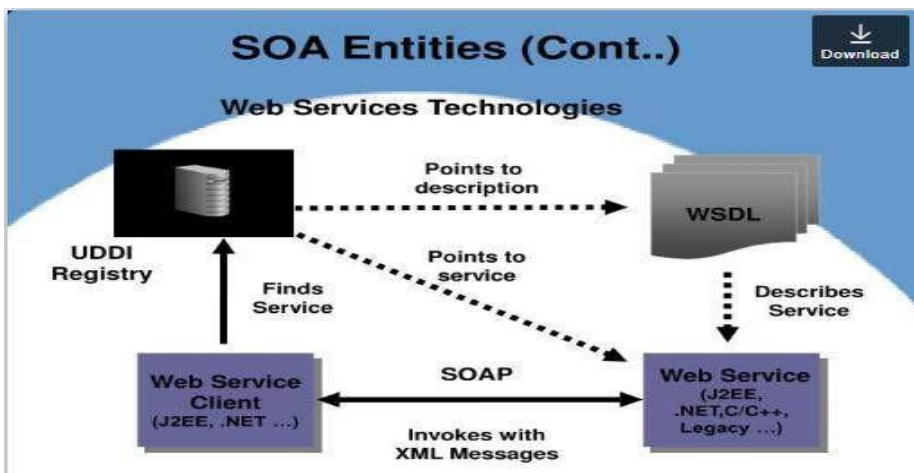 SOA Entities (Cont..)
Download
Web Services Technologies
Points to
description
WSDL
UDDI
Registry
Points to
service
Finds
Service
Describes
Service
Web Service
Client
(J2EE, .NET ...)
SOAP
Invokes with
XML Messages
Web Service
(J2EE,
.NET,C/C++,
Legacy ...)